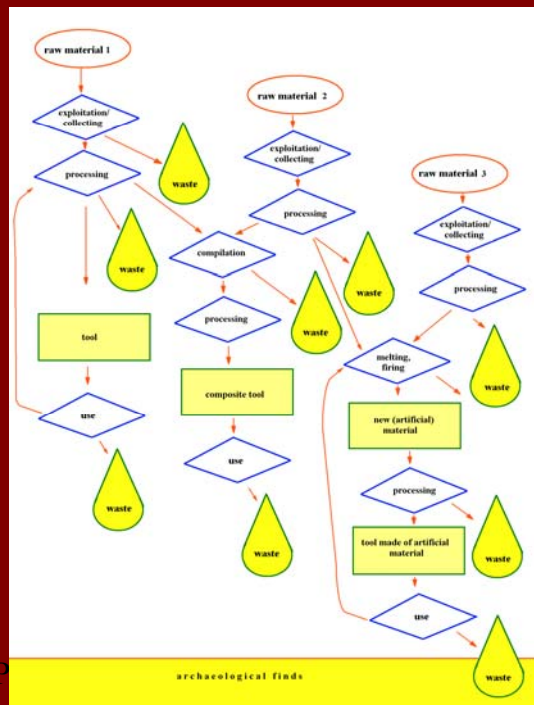 raw material 1
exploitation/
collecting
waste
processing
waste
tool
use
waste
raw material 2
exploitation/
collecting
processing
waste
compilation
waste
processing
composite tool
use
waste
raw material 3
exploitation/
collecting
processing
waste
melting,
firing
new (artificial)
material
processing
waste
tool made of artificial
material
use
waste
archaeological finds